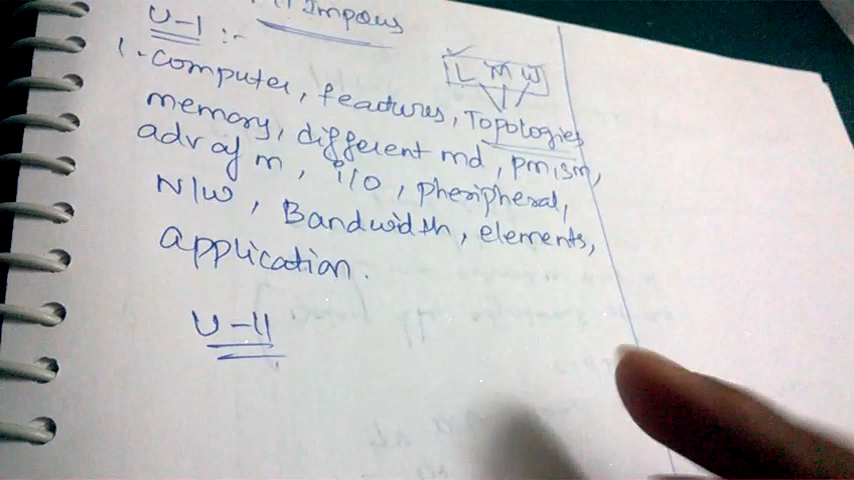 Impous
U-I :-
L M W
1. Computer, features, Topologies
memory, different md, pm, sm,
adv of m, i/o, pheripheral,
N/W, Bandwidth, elements,
application.
U-II